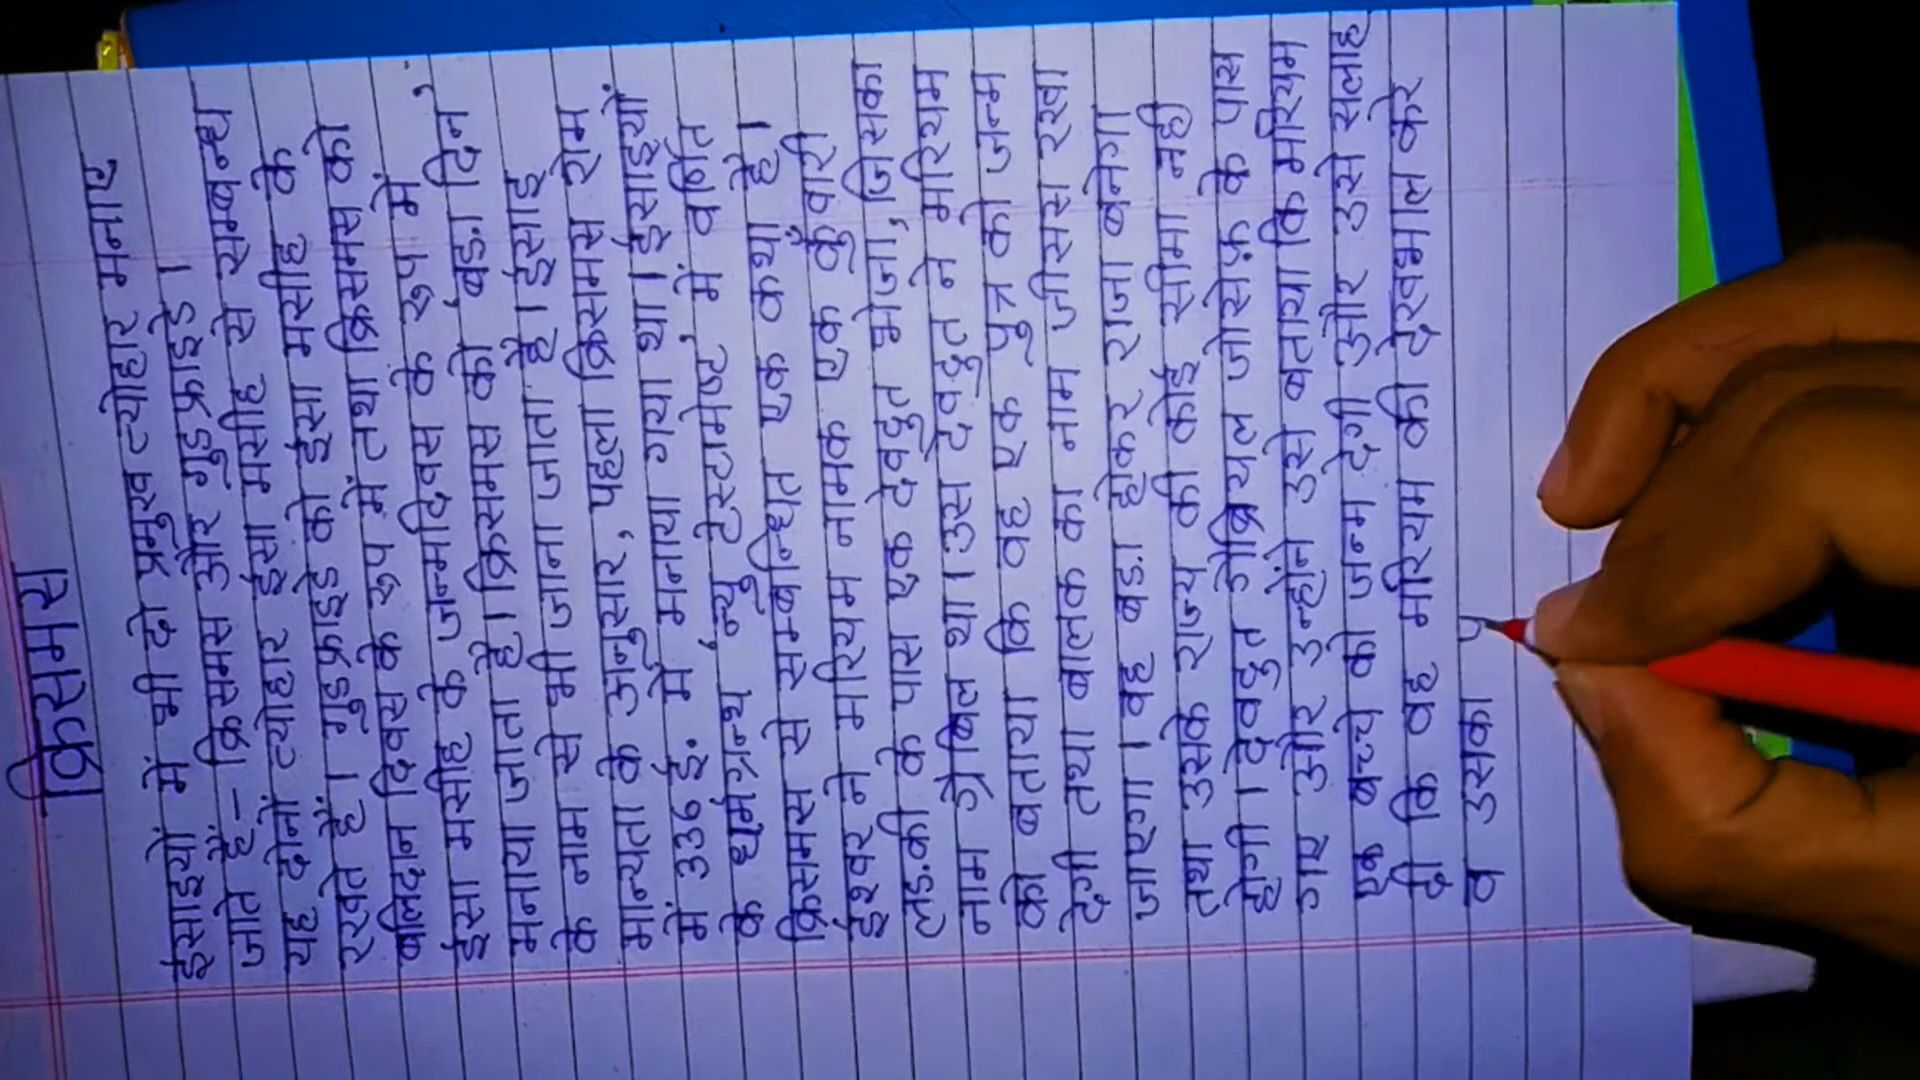 क्रिसमस
ईसाइयों में भी दो प्रमुख त्योहार मनाए
जाते हैं- क्रिसमस और गुड फ्राइडे ।
यह दोनों त्योहार ईसा मसीह से सम्बन्ध
रखते हैं । गुड फ्राइडे को ईसा मसीह के
बलिदान दिवस के रूप में तथा क्रिसमस को
ईसा मसीह के जन्मदिवस के रूप में
मनाया जाता है । क्रिसमस को 'बड़ा दिन'
के नाम से भी जाना जाता है । ईसाई
मान्यता के अनुसार, पहला क्रिसमस रोम
में 336 ई. में मनाया गया था । ईसाइयों
के धर्मग्रन्थ 'न्यू टेस्टामेण्ट' में वर्णित
क्रिसमस से सम्बन्धित एक कथा है ।
ईश्वर ने मरियम नामक एक कुँवारी
लड़की के पास एक देवदूत भेजा, जिसका
नाम ग्रेबिल था । उस देवदूत ने मरियम
को बताया कि वह एक पुत्र को जन्म
देगी तथा बालक का नाम जीसस रखा
जाएगा । वह बड़ा होकर राजा बनेगा
तथा उसके राज्य की कोई सीमा नहीं
होगी । देवदुत ग्रेब्रियल जोसेफ़ के पास
गए और उन्होंने उसे बताया कि मरियम
एक बच्चे को जन्म देगी और उसे सलाह
दी कि वह मरियम की देखभाल करे
व उसका प